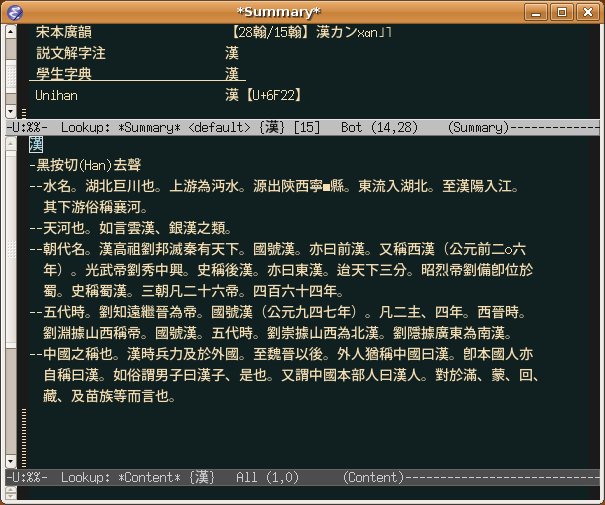 *Summary*
宋本廣韻 【28翰/15翰】漢カンxɑn˩˥
説文解字注 漢
學生字典 漢
Unihan 漢【U+6F22】
-U:%%- Lookup: *Summary* <default> {漢} [15] Bot (14,28) (Summary)---------------
漢
-黑按切(Han)去聲
--水名。湖北巨川也。上游為沔水。源出陝西寧■縣。東流入湖北。至漢陽入江。
其下游俗稱襄河。
--天河也。如言雲漢、銀漢之類。
--朝代名。漢高祖劉邦滅秦有天下。國號漢。亦曰前漢。又稱西漢（公元前二○六
年）。光武帝劉秀中興。史稱後漢。亦曰東漢。迨天下三分。昭烈帝劉備卽位於
蜀。史稱蜀漢。三朝凡二十六帝。四百六十四年。
--五代時。劉知遠繼晉為帝。國號漢（公元九四七年）。凡二主、四年。西晉時。
劉淵據山西稱帝。國號漢。五代時。劉崇據山西為北漢。劉隱據廣東為南漢。
--中國之稱也。漢時兵力及於外國。至魏晉以後。外人猶稱中國曰漢。卽本國人亦
自稱曰漢。如俗謂男子曰漢子、是也。又謂中國本部人曰漢人。對於滿、蒙、回、
藏、及苗族等而言也。
-U:%%- Lookup: *Content* {漢} All (1,0) (Content)-------------------------